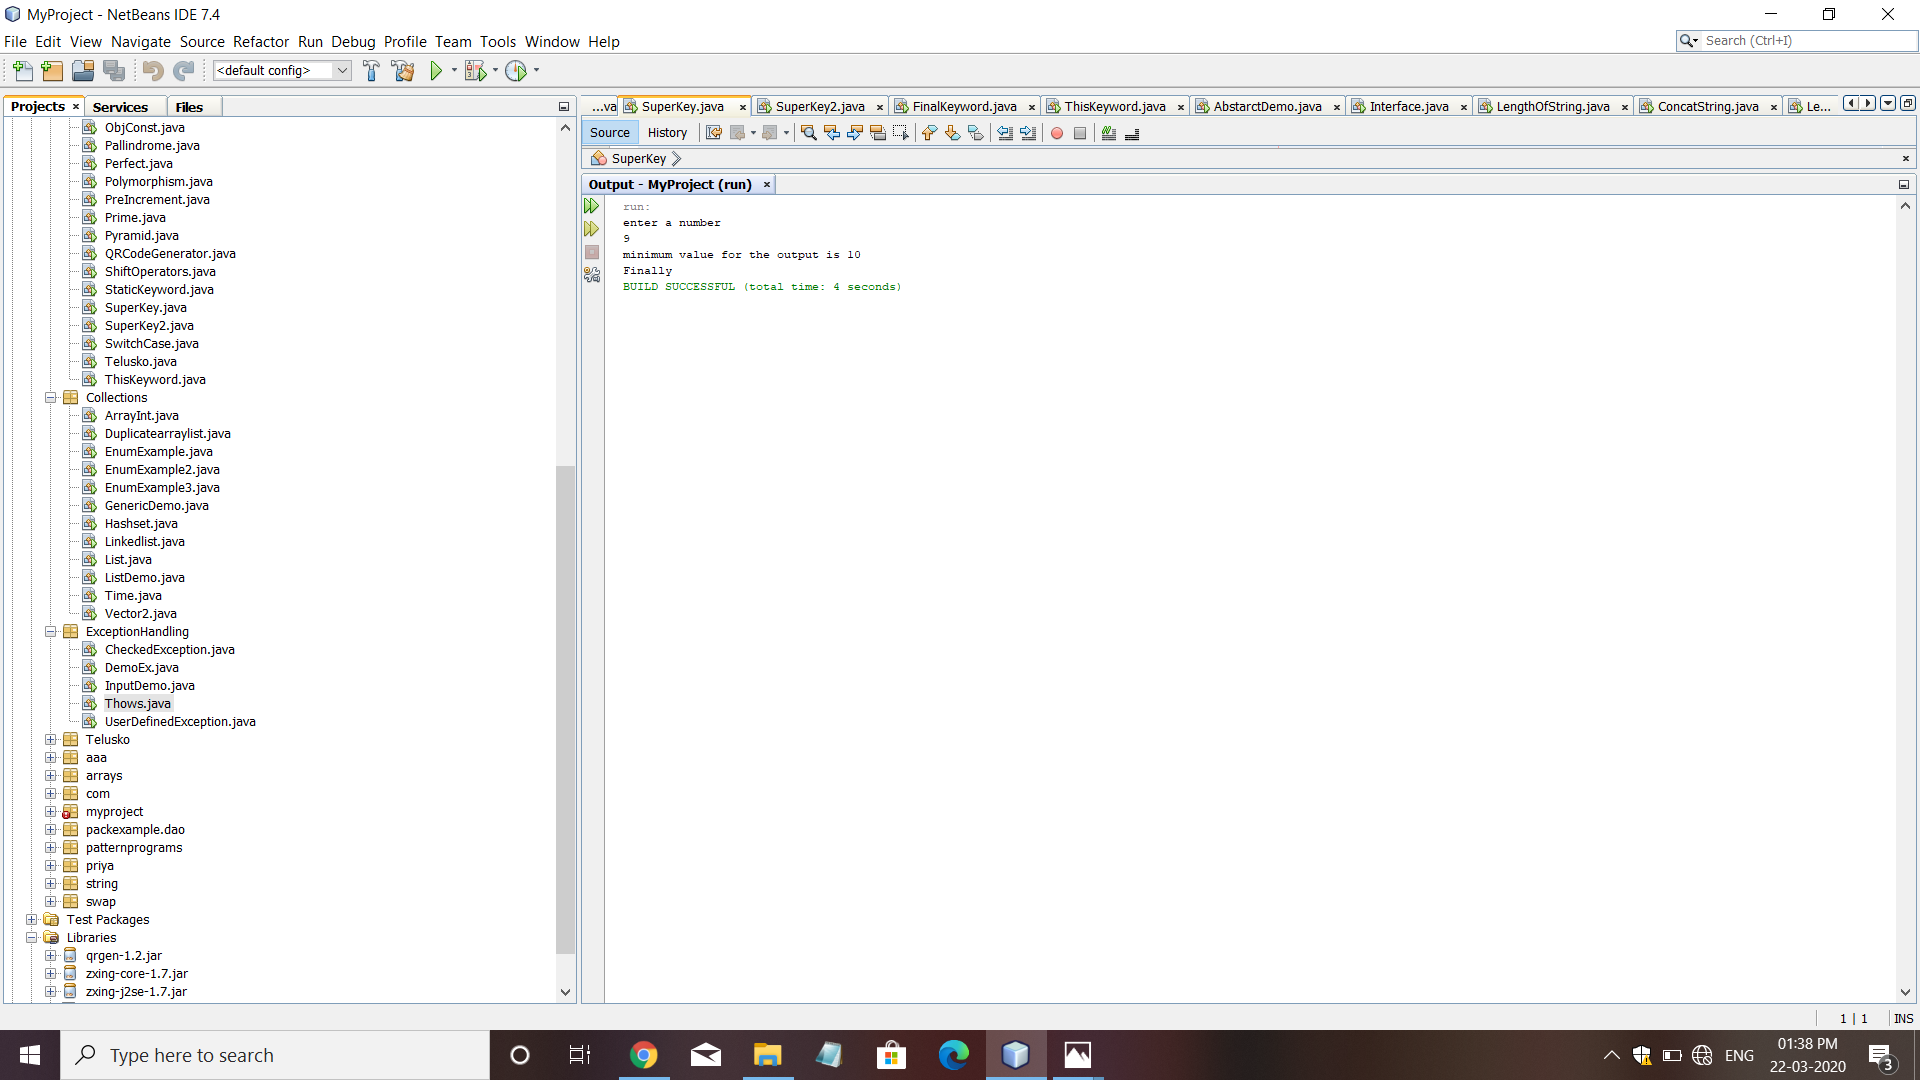 MyProject - NetBeans IDE 7.4
File Edit View Navigate Source Refactor Run Debug Profile Team Tools Window Help
Search (Ctrl+I)
<default config>
Projects Services Files
ObjConst.java
Pallindrome.java
Perfect.java
Polymorphism.java
PreIncrement.java
Prime.java
Pyramid.java
QRCodeGenerator.java
ShiftOperators.java
StaticKeyword.java
SuperKey.java
SuperKey2.java
SwitchCase.java
Telusko.java
ThisKeyword.java
Collections
ArrayInt.java
Duplicatearraylist.java
EnumExample.java
EnumExample2.java
EnumExample3.java
GenericDemo.java
Hashset.java
Linkedlist.java
List.java
ListDemo.java
Time.java
Vector2.java
ExceptionHandling
CheckedException.java
DemoEx.java
InputDemo.java
Thows.java
UserDefinedException.java
Telusko
aaa
arrays
com
myproject
packexample.dao
patternprograms
priya
string
swap
Test Packages
Libraries
qrgen-1.2.jar
zxing-core-1.7.jar
zxing-j2se-1.7.jar
...va SuperKey.java SuperKey2.java FinalKeyword.java ThisKeyword.java AbstarctDemo.java Interface.java LengthOfString.java ConcatString.java Le...
Source History
SuperKey
Output - MyProject (run)
run:
enter a number
9
minimum value for the output is 10
Finally
BUILD SUCCESSFUL (total time: 4 seconds)
1 | 1 INS
Type here to search
ENG
01:38 PM
22-03-2020
3